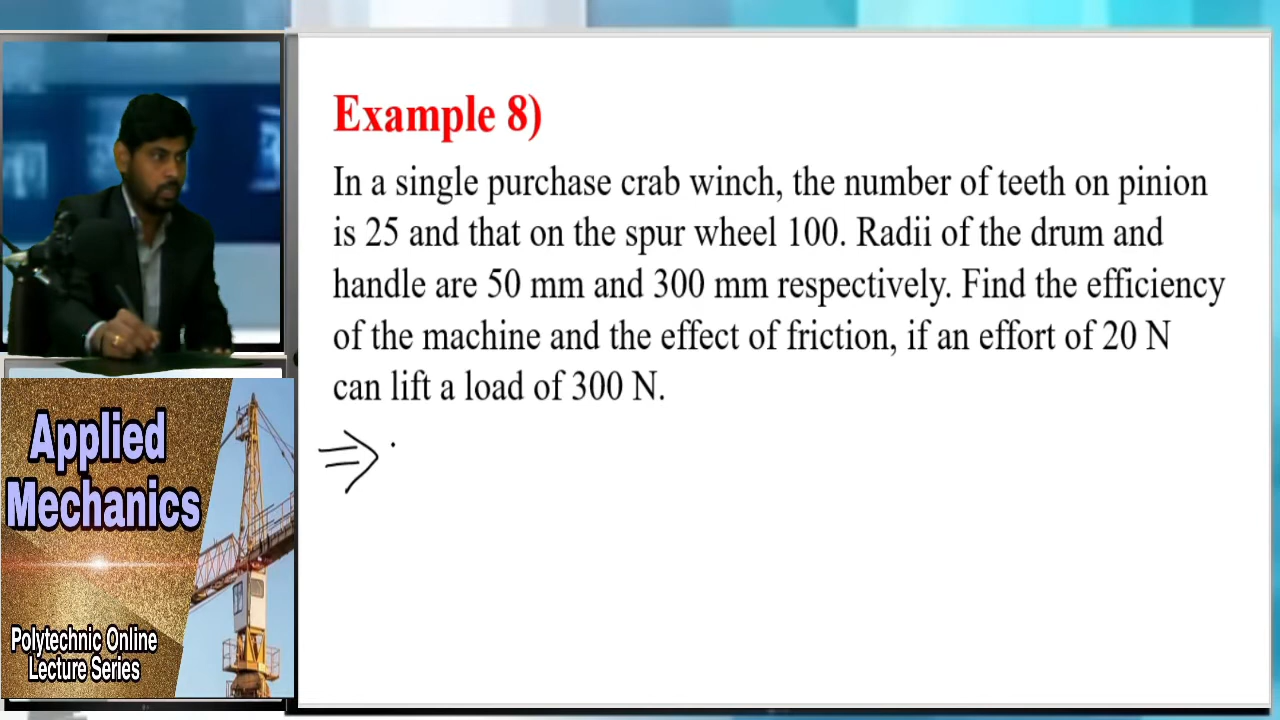 Example 8)
In a single purchase crab winch, the number of teeth on pinion
is 25 and that on the spur wheel 100. Radii of the drum and
handle are 50 mm and 300 mm respectively. Find the efficiency
of the machine and the effect of friction, if an effort of 20 N
can lift a load of 300 N.
⇒
Applied
Mechanics
Polytechnic Online
Lecture Series